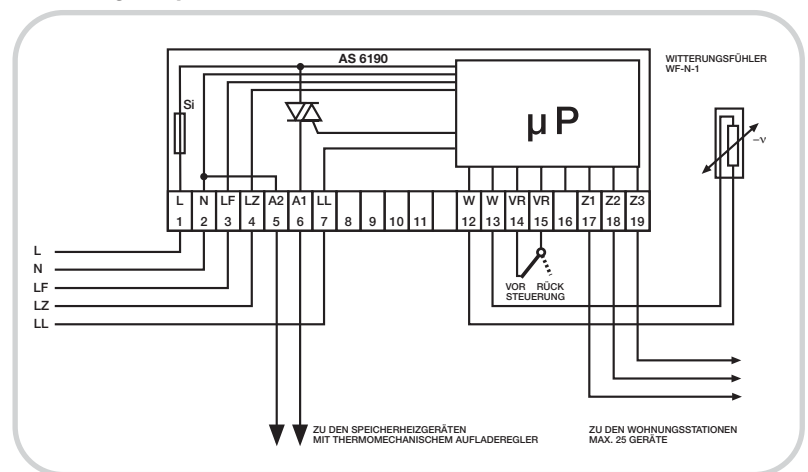 AS 6190
WITTERUNGSFÜHLER
WF-N-1
Si
µP
–ν
L N LF LZ A2 A1 LL W W VR VR Z1 Z2 Z3
1 2 3 4 5 6 7 8 9 10 11 12 13 14 15 16 17 18 19
L
N
LF
LZ
LL
VOR RÜCK
STEUERUNG
ZU DEN SPEICHERHEIZGERÄTEN
MIT THERMOMECHANISCHEM AUFLADEREGLER
ZU DEN WOHNUNGSSTATIONEN
MAX. 25 GERÄTE